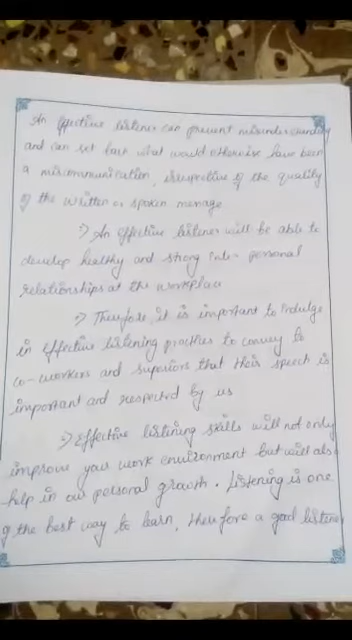 An effective listener can prevent misunderstanding
and can set back what would otherwise have been
a miscommunication, irrespective of the quality
of the written or spoken message
=> An effective listener will be able to
develop healthy and strong inter personal
relationships at the workplace
=> Therefore it is important to indulge
in effective listening practices to convey to
co-workers and superiors that their speech is
important and respected by us
=> Effective listining skills will not only
improve your work environment but will also
help in our personal growth. Listening is one
of the best way to learn, therefore a good listener